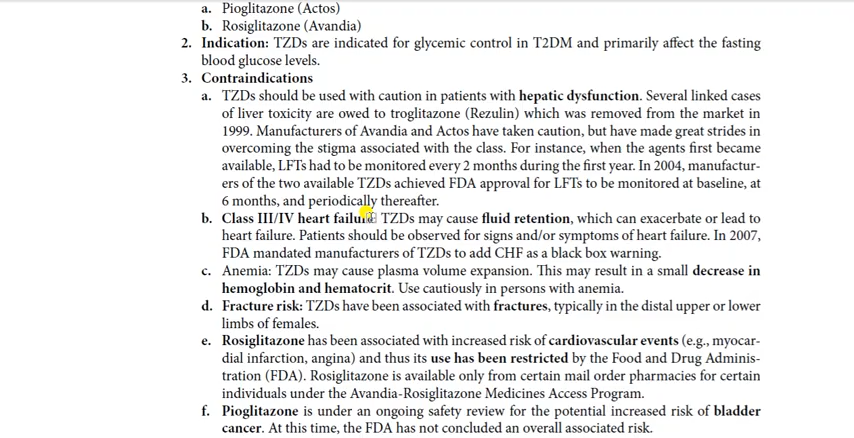 a. Pioglitazone (Actos)
b. Rosiglitazone (Avandia)
2. Indication: TZDs are indicated for glycemic control in T2DM and primarily affect the fasting
blood glucose levels.
3. Contraindications
a. TZDs should be used with caution in patients with hepatic dysfunction. Several linked cases
of liver toxicity are owed to troglitazone (Rezulin) which was removed from the market in
1999. Manufacturers of Avandia and Actos have taken caution, but have made great strides in
overcoming the stigma associated with the class. For instance, when the agents first became
available, LFTs had to be monitored every 2 months during the first year. In 2004, manufactur-
ers of the two available TZDs achieved FDA approval for LFTs to be monitored at baseline, at
6 months, and periodically thereafter.
b. Class III/IV heart failure: TZDs may cause fluid retention, which can exacerbate or lead to
heart failure. Patients should be observed for signs and/or symptoms of heart failure. In 2007,
FDA mandated manufacturers of TZDs to add CHF as a black box warning.
c. Anemia: TZDs may cause plasma volume expansion. This may result in a small decrease in
hemoglobin and hematocrit. Use cautiously in persons with anemia.
d. Fracture risk: TZDs have been associated with fractures, typically in the distal upper or lower
limbs of females.
e. Rosiglitazone has been associated with increased risk of cardiovascular events (e.g., myocar-
dial infarction, angina) and thus its use has been restricted by the Food and Drug Adminis-
tration (FDA). Rosiglitazone is available only from certain mail order pharmacies for certain
individuals under the Avandia-Rosiglitazone Medicines Access Program.
f. Pioglitazone is under an ongoing safety review for the potential increased risk of bladder
cancer. At this time, the FDA has not concluded an overall associated risk.